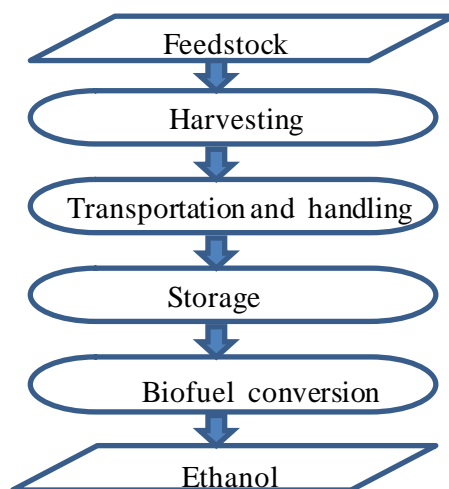 Feedstock
Harvesting
Transportation and handling
Storage
Biofuel conversion
Ethanol